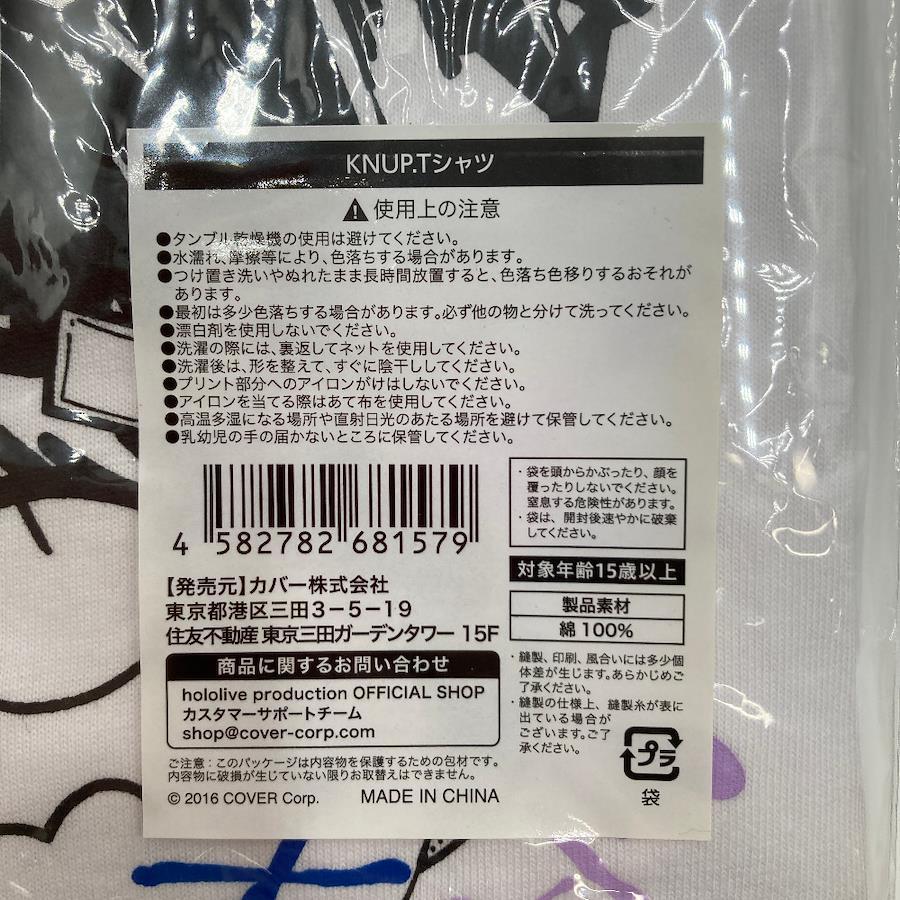 KNUP.Tシャツ
⚠使用上の注意
●タンブル乾燥機の使用は避けてください。
●水濡れ、摩擦等により、色落ちする場合があります。
●つけ置き洗いやぬれたまま長時間放置すると、色落ち色移りするおそれが
あります。
●最初は多少色落ちする場合があります。必ず他の物と分けて洗ってください。
●漂白剤を使用しないでください。
●洗濯の際には、裏返してネットを使用してください。
●洗濯後は、形を整えて、すぐに陰干ししてください。
●プリント部分へのアイロンがけはしないでください。
●アイロンを当てる際はあて布を使用してください。
●高温多湿になる場所や直射日光のあたる場所を避けて保管してください。
●乳幼児の手の届かないところに保管してください。
4 582782 681579
【発売元】カバー株式会社
東京都港区三田3-5-19
住友不動産 東京三田ガーデンタワー 15F
商品に関するお問い合わせ
hololive production OFFICIAL SHOP
カスタマーサポートチーム
shop@cover-corp.com
・袋を頭からかぶったり、顔を
覆ったりしないでください。
窒息する危険性があります。
・袋は、開封後速やかに破棄
してください。
対象年齢15歳以上
製品素材
綿100%
・縫製、印刷、風合いには多少個
体差が生じます。あらかじめご
了承ください。
・縫製の仕様上、縫製糸が表に
出ている場合が
ございます。ご了
承ください。
プラ
袋
ご注意：このパッケージは内容物を保護するための包材です。
内容物に破損が生じていない限りお取替えはできません。
© 2016 COVER Corp. MADE IN CHINA